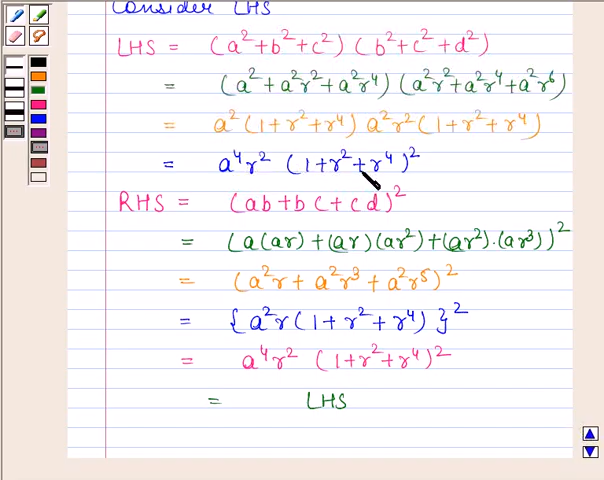 Consider LHS
LHS = (a²+b²+c²) (b²+c²+d²)
= (a²+a²r²+a²r⁴) (a²r²+a²r⁴+a²r⁶)
= a²(1+r²+r⁴) a²r²(1+r²+r⁴)
= a⁴r² (1+r²+r⁴)²
RHS = (ab+bc+cd)²
= (a(ar)+(ar)(ar²)+(ar²).(ar³))²
= (a²r+a²r³+a²r⁵)²
= {a²r(1+r²+r⁴)}²
= a⁴r² (1+r²+r⁴)²
= LHS